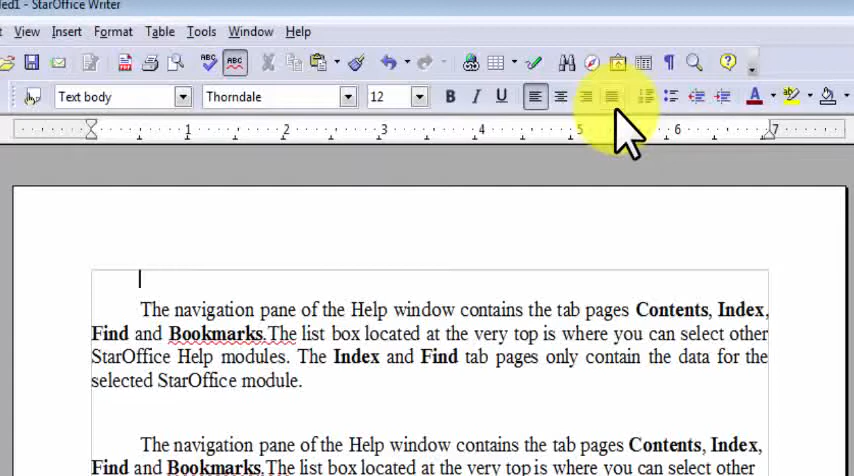 ed1 - StarOffice Writer
View Insert Format Table Tools Window Help
ABC ABC
Text body Thorndale 12 B I U A
1 2 3 4 5 6 7
The navigation pane of the Help window contains the tab pages Contents, Index,
Find and Bookmarks.The list box located at the very top is where you can select other
StarOffice Help modules. The Index and Find tab pages only contain the data for the
selected StarOffice module.
The navigation pane of the Help window contains the tab pages Contents, Index,
Find and Bookmarks.The list box located at the very top is where you can select other